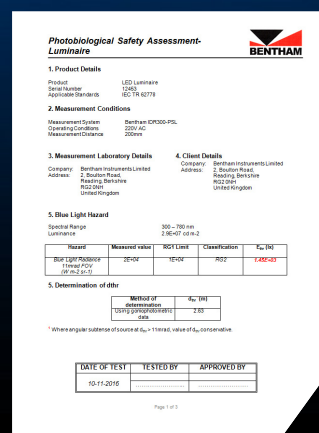 Photobiological Safety Assessment-
Luminaire
BENTHAM
1. Product Details
Product LED Luminaire
Serial Number 12463
Applicable Standards IEC TR 62778
2. Measurement Conditions
Measurement System Bentham IDR300-PSL
Operating Conditions 220V AC
Measurement Distance 200mm
3. Measurement Laboratory Details
Company: Bentham Instruments Limited
Address: 2, Boulton Road,
Reading, Berkshire
RG2 0NH
United Kingdom
4. Client Details
Company: Bentham Instruments Limited
Address: 2, Boulton Road,
Reading, Berkshire
RG2 0NH
United Kingdom
5. Blue Light Hazard
Spectral Range 300 – 780 nm
Luminance 2.9E+07 cd m-2
Hazard Measured value RG1 Limit Classification Ethr (lx)
Blue Light Radiance 2E+04 1E+04 RG2 1.45E+03
11mrad FOV
(W m-2 sr-1)
5. Determination of dthr
Method of determination dthr (m)
Using goniophotometric data 2.63
¹ Where angular subtense of source at dthr > 11mrad, value of dthr conservative.
DATE OF TEST TESTED BY APPROVED BY
10-11-2016
Page 1 of 3